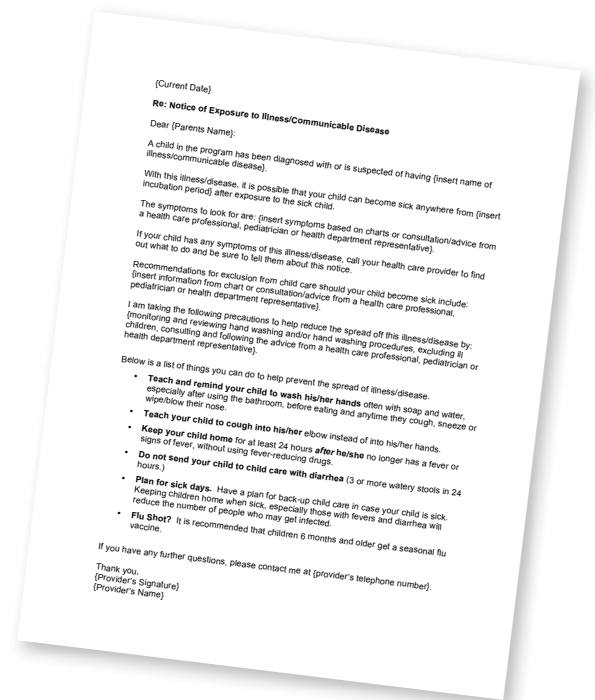 {Current Date}
Re: Notice of Exposure to Illness/Communicable Disease
Dear {Parents Name}:
A child in the program has been diagnosed with or is suspected of having {insert name of
illness/communicable disease}.
With this illness/disease, it is possible that your child can become sick anywhere from {insert
incubation period} after exposure to the sick child.
The symptoms to look for are: {insert symptoms based on charts or consultation/advice from
a health care professional, pediatrician or health department representative}.
If your child has any symptoms of this illness/disease, call your health care provider to find
out what to do and be sure to tell them about this notice.
Recommendations for exclusion from child care should your child become sick include:
{insert information from chart or consultation/advice from a health care professional,
pediatrician or health department representative}.
I am taking the following precautions to help reduce the spread off this illness/disease by:
{monitoring and reviewing hand washing and/or hand washing procedures, excluding ill
children, consulting and following the advice from a health care professional, pediatrician or
health department representative}.
Below is a list of things you can do to help prevent the spread of illness/disease.
• Teach and remind your child to wash his/her hands often with soap and water,
especially after using the bathroom, before eating and anytime they cough, sneeze or
wipe/blow their nose.
• Teach your child to cough into his/her elbow instead of into his/her hands.
• Keep your child home for at least 24 hours after he/she no longer has a fever or
signs of fever, without using fever-reducing drugs.
• Do not send your child to child care with diarrhea (3 or more watery stools in 24
hours.)
• Plan for sick days. Have a plan for back-up child care in case your child is sick.
Keeping children home when sick, especially those with fevers and diarrhea will
reduce the number of people who may get infected.
• Flu Shot? It is recommended that children 6 months and older get a seasonal flu
vaccine.
If you have any further questions, please contact me at {provider's telephone number}.
Thank you,
{Provider's Signature}
{Provider's Name}